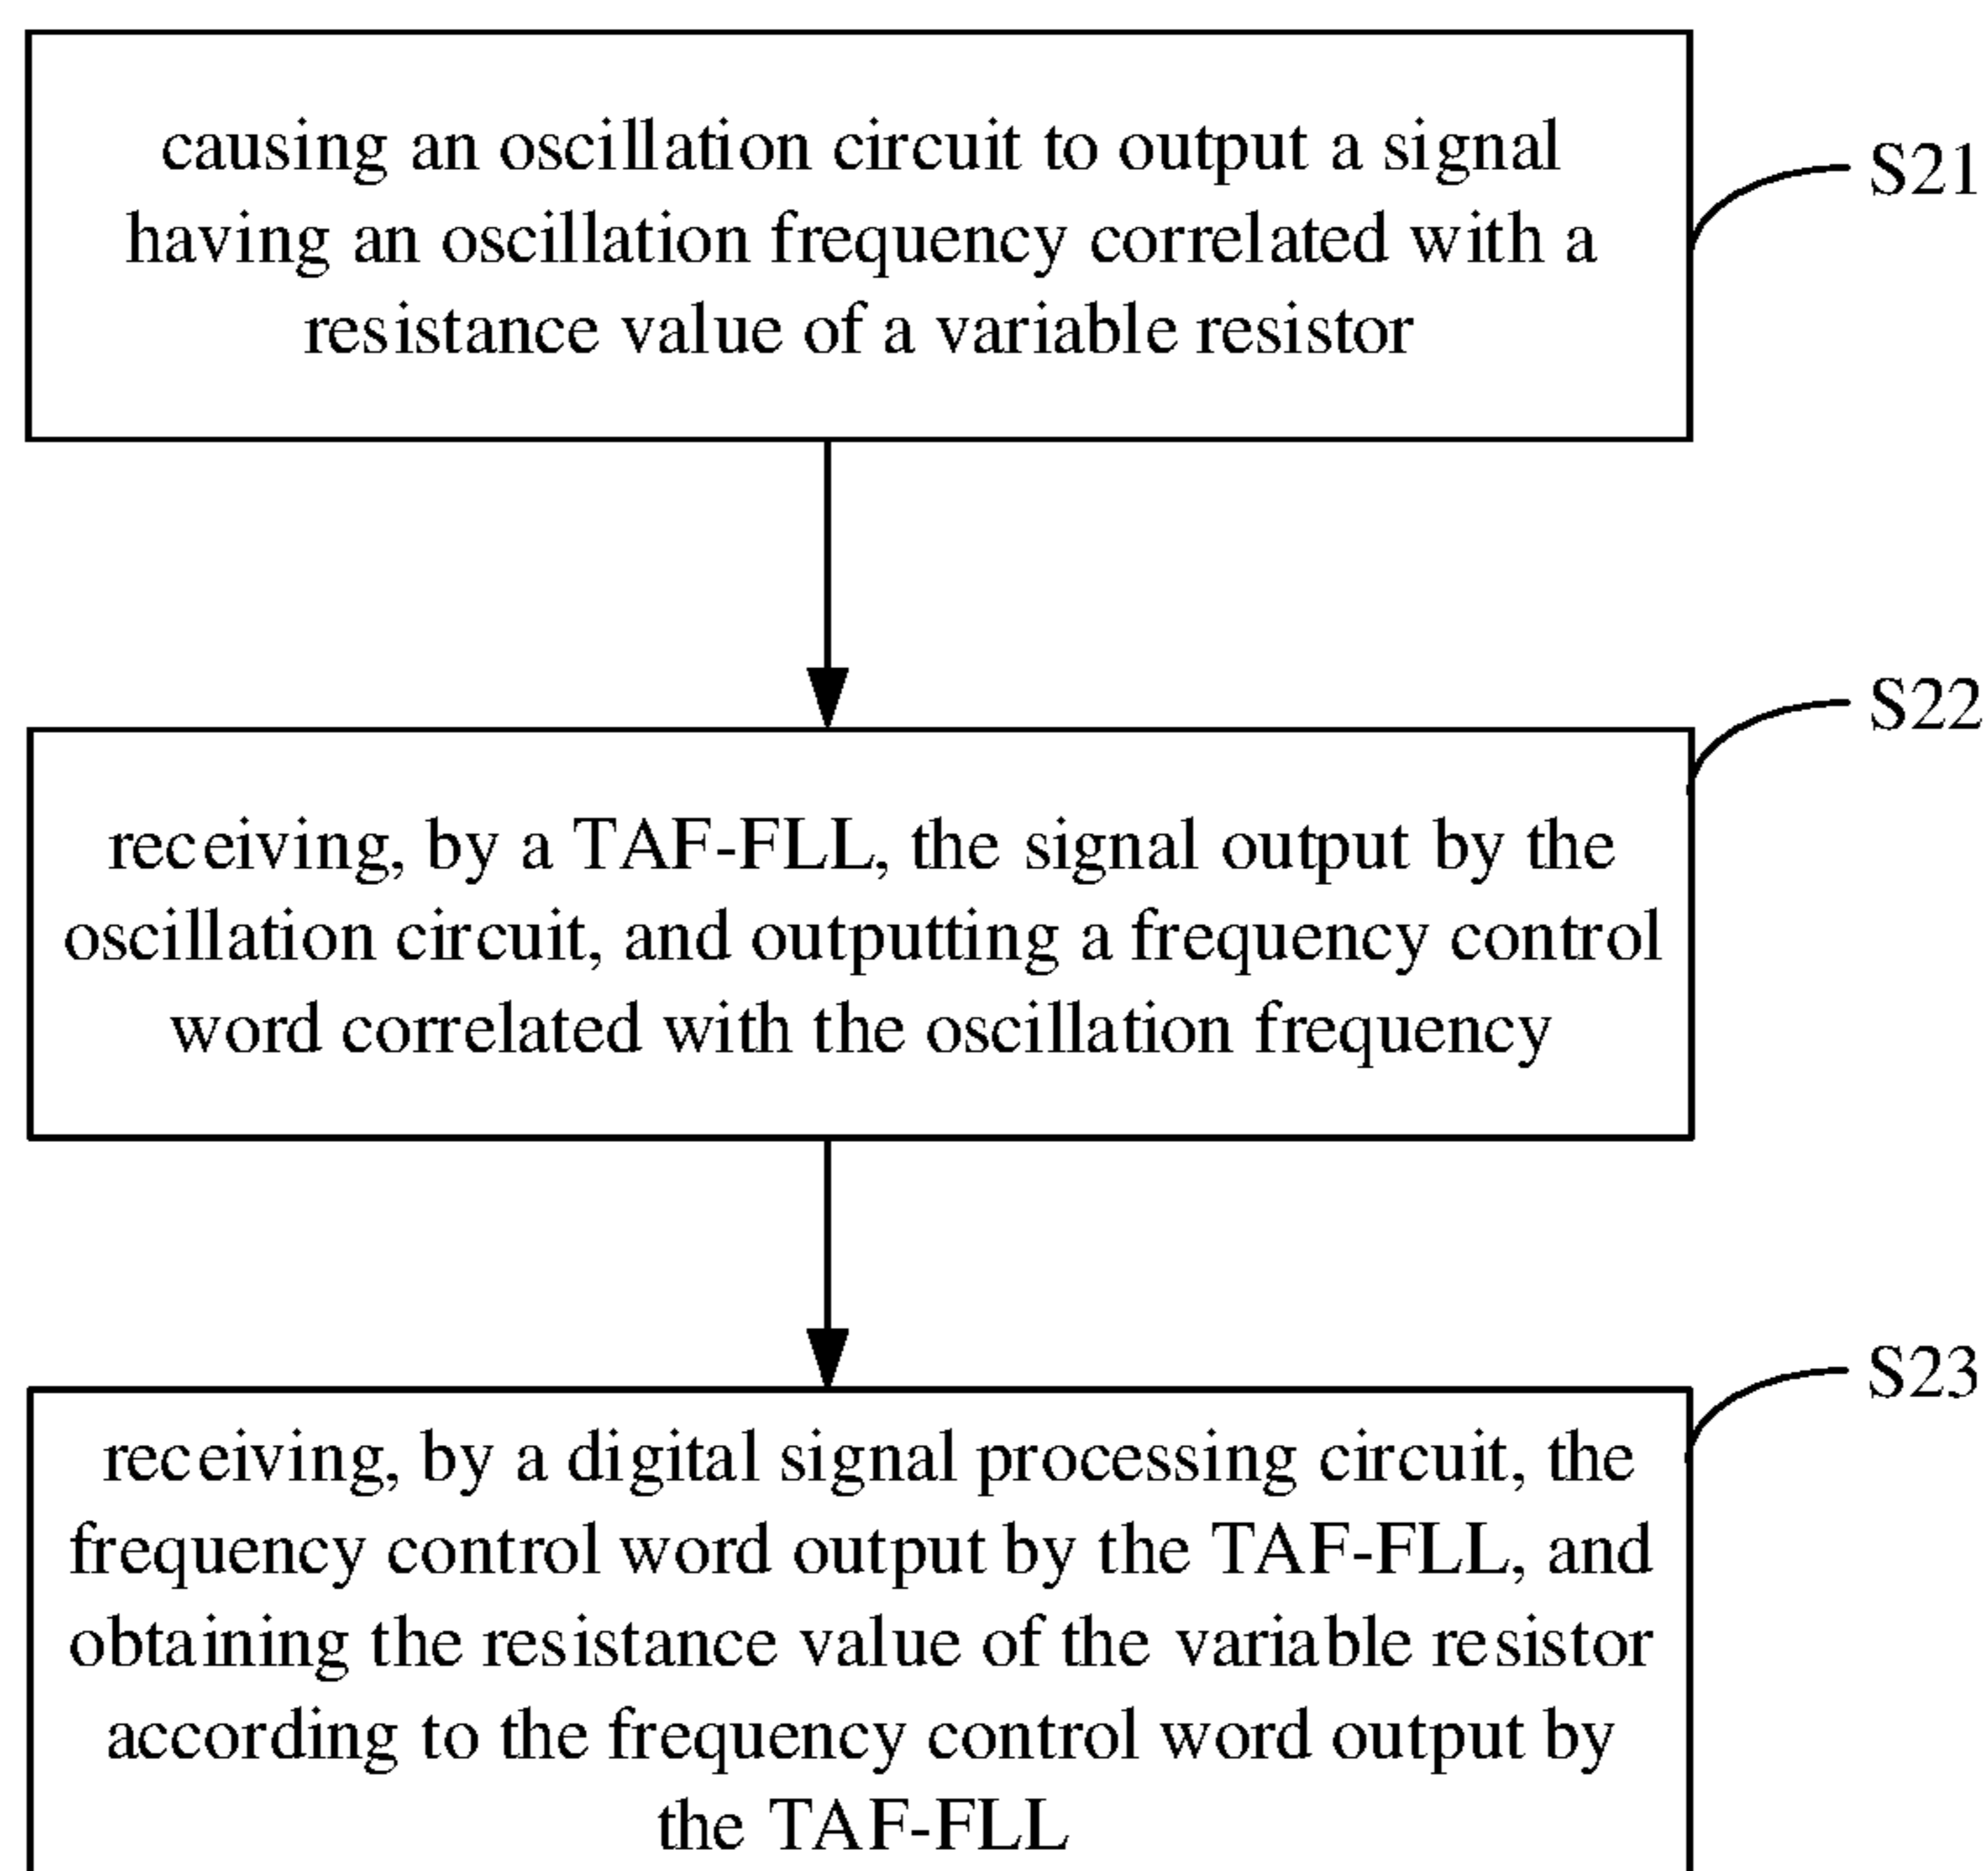 causing an oscillation circuit to output a signal
having an oscillation frequency correlated with a
resistance value of a variable resistor
S21
receiving, by a TAF-FLL, the signal output by the
oscillation circuit, and outputting a frequency control
word correlated with the oscillation frequency
S22
receiving, by a digital signal processing circuit, the
frequency control word output by the TAF-FLL, and
obtaining the resistance value of the variable resistor
according to the frequency control word output by
the TAF-FLL
S23